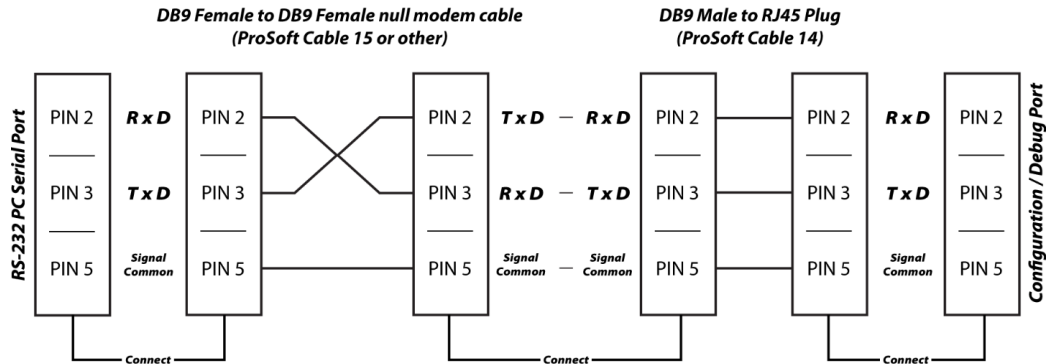 DB9 Female to DB9 Female null modem cable
(ProSoft Cable 15 or other)
DB9 Male to RJ45 Plug
(ProSoft Cable 14)
RS-232 PC Serial Port
PIN 2 RxD PIN 2 PIN 2 TxD — RxD PIN 2 PIN 2 RxD PIN 2
PIN 3 TxD PIN 3 PIN 3 RxD — TxD PIN 3 PIN 3 TxD PIN 3
PIN 5 Signal Common PIN 5 PIN 5 Signal Common — Signal Common PIN 5 PIN 5 Signal Common PIN 5
Configuration / Debug Port
Connect Connect Connect